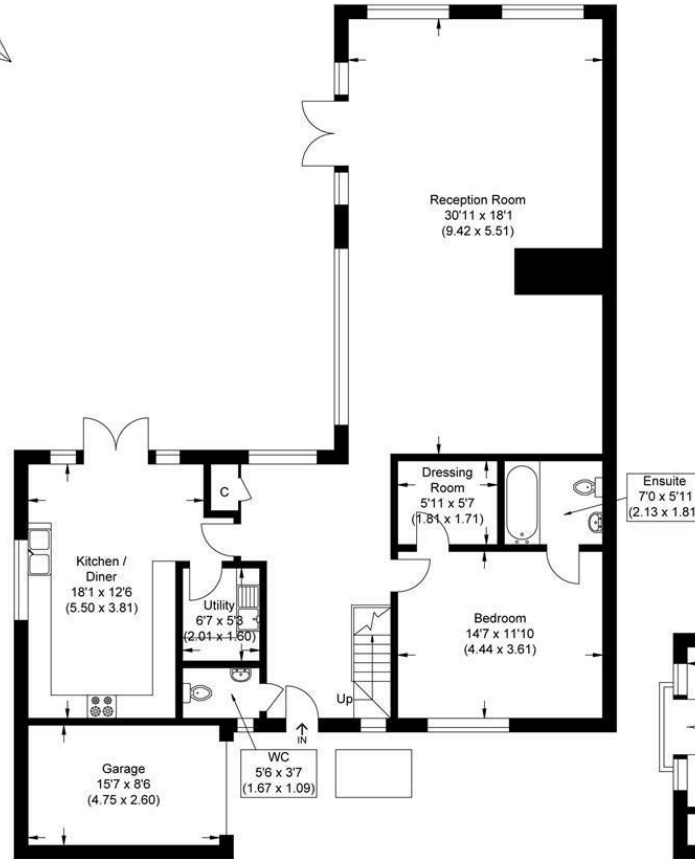 Reception Room
30'11 x 18'1
(9.42 x 5.51)
C
Dressing
Room
5'11 x 5'7
(1.81 x 1.71)
Ensuite
7'0 x 5'11
(2.13 x 1.81)
Kitchen /
Diner
18'1 x 12'6
(5.50 x 3.81)
Utility
6'7 x 5'3
(2.01 x 1.60)
Bedroom
14'7 x 11'10
(4.44 x 3.61)
Up
IN
WC
5'6 x 3'7
(1.67 x 1.09)
Garage
15'7 x 8'6
(4.75 x 2.60)